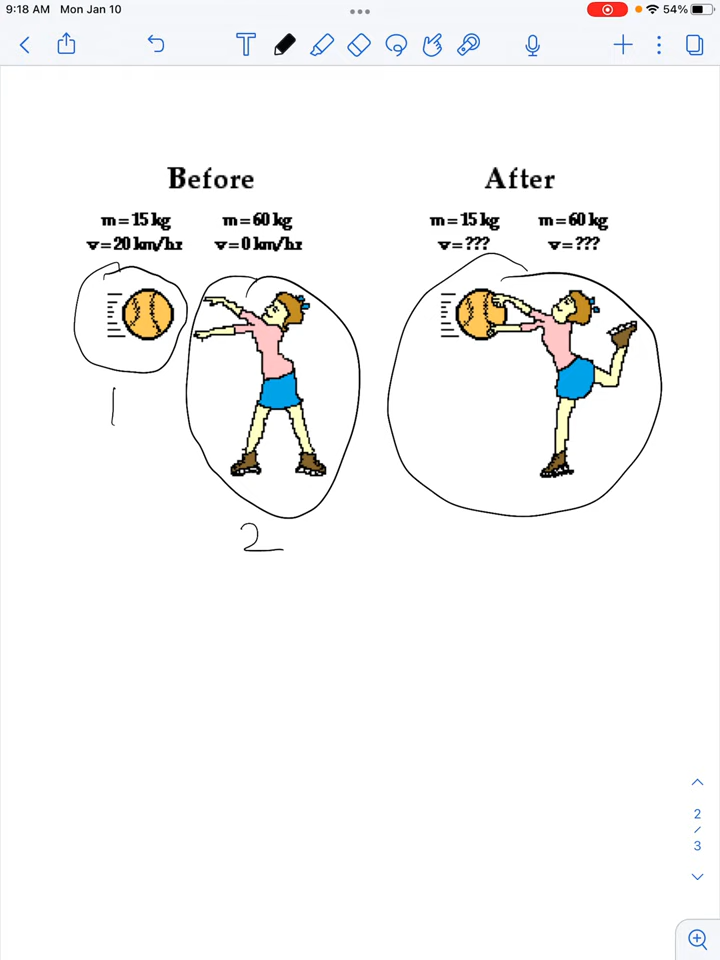 9:18 AM Mon Jan 10
54%
T
Before
After
m = 15 kg
v = 20 km/hr
m = 60 kg
v = 0 km/hr
m = 15 kg
v = ???
m = 60 kg
v = ???
1
2
2
/
3